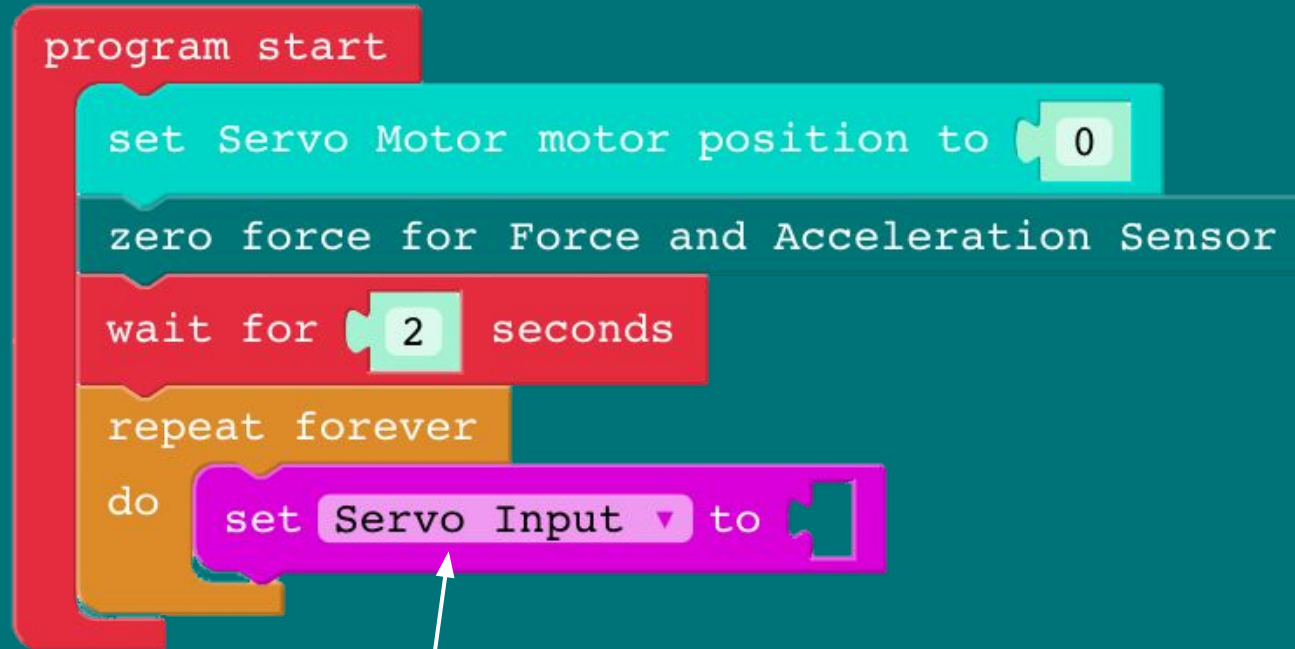 program start
set Servo Motor motor position to 0
zero force for Force and Acceleration Sensor
wait for 2 seconds
repeat forever
do
set Servo Input ▾ to